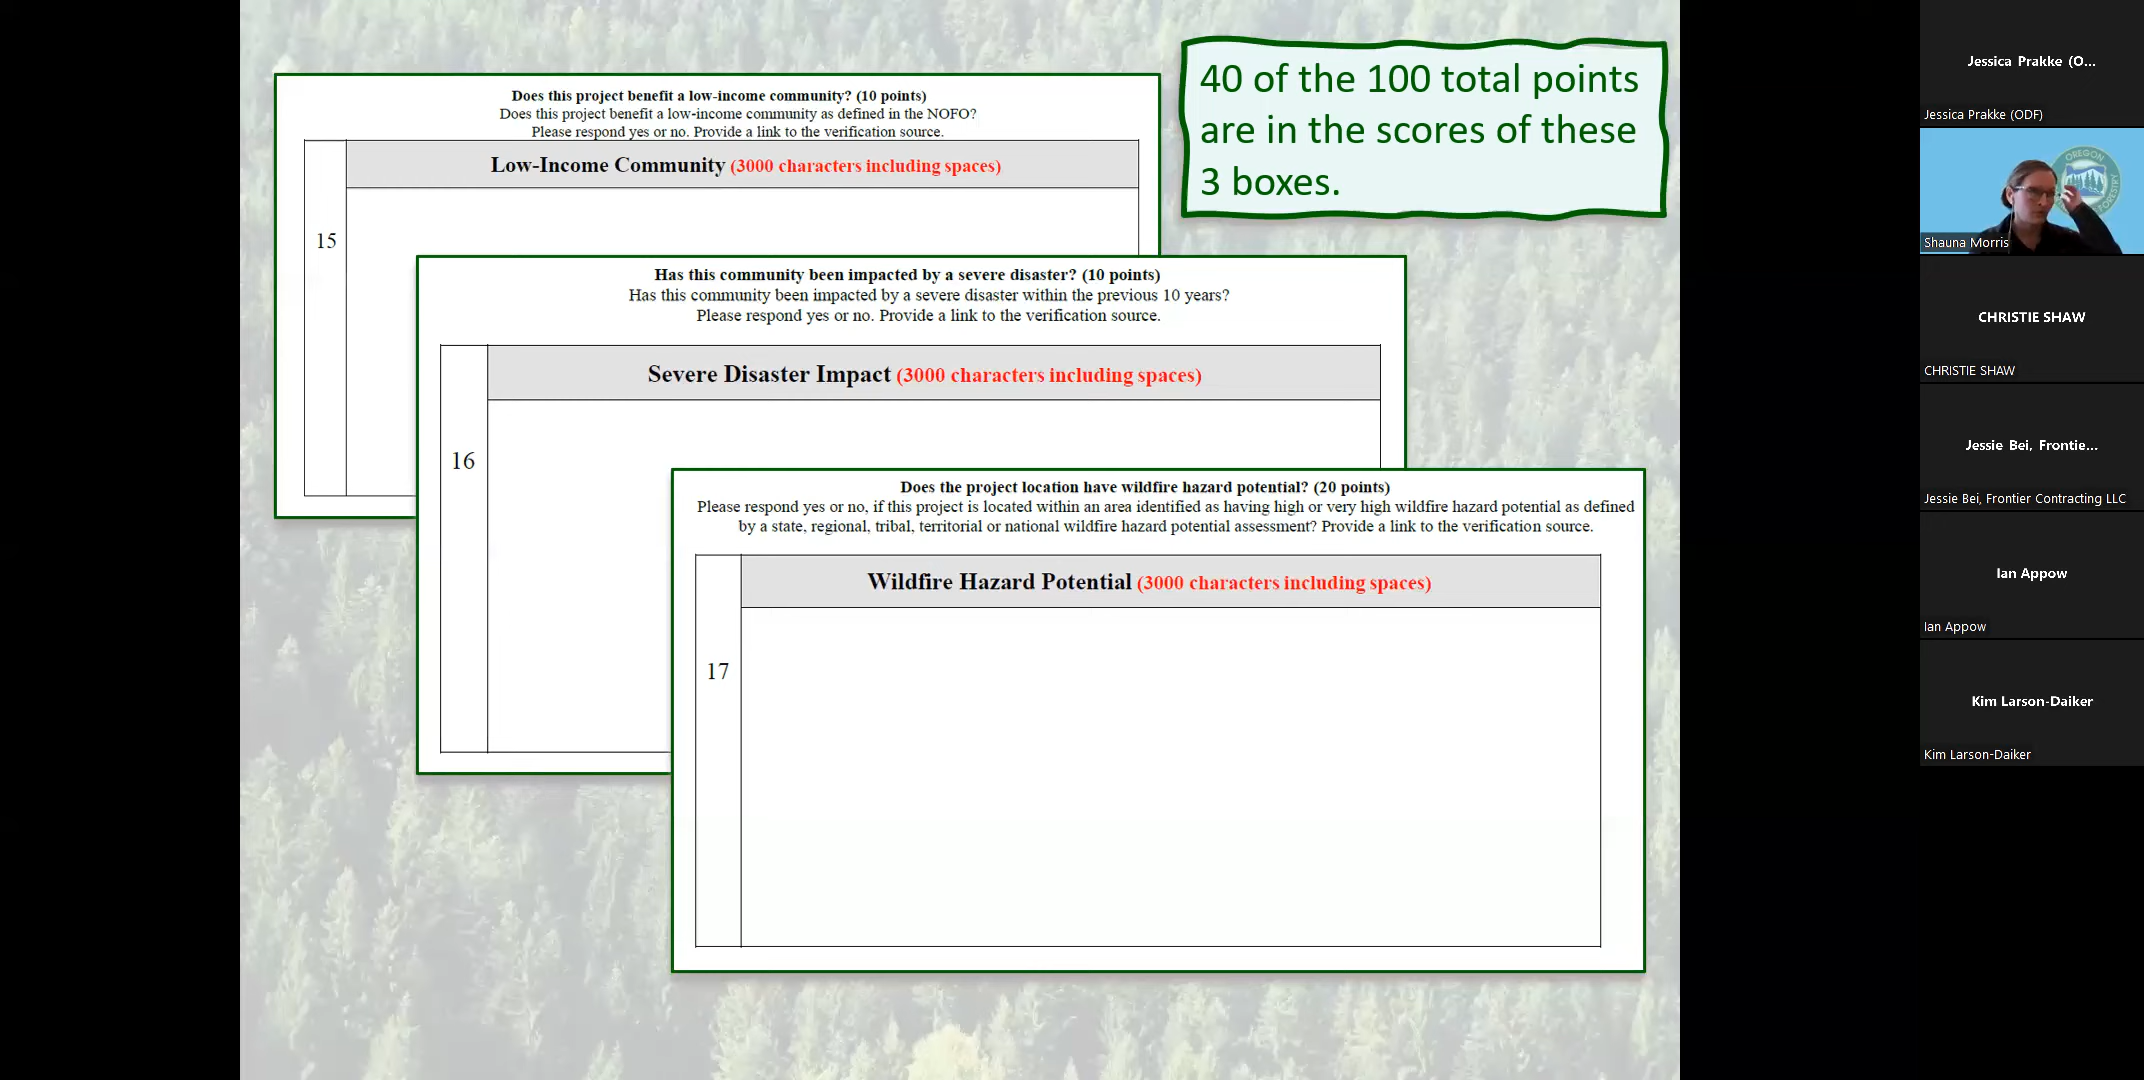 40 of the 100 total points
are in the scores of these
3 boxes.
Does this project benefit a low-income community? (10 points)
Does this project benefit a low-income community as defined in the NOFO?
Please respond yes or no. Provide a link to the verification source.
Low-Income Community (3000 characters including spaces)
15
Has this community been impacted by a severe disaster? (10 points)
Has this community been impacted by a severe disaster within the previous 10 years?
Please respond yes or no. Provide a link to the verification source.
Severe Disaster Impact (3000 characters including spaces)
16
Does the project location have wildfire hazard potential? (20 points)
Please respond yes or no, if this project is located within an area identified as having high or very high wildfire hazard potential as defined
by a state, regional, tribal, territorial or national wildfire hazard potential assessment? Provide a link to the verification source.
Wildfire Hazard Potential (3000 characters including spaces)
17
Jessica Prakke (O...
Jessica Prakke (ODF)
OREGON
FORESTRY
Shauna Morris
CHRISTIE SHAW
CHRISTIE SHAW
Jessie Bei, Frontie...
Jessie Bei, Frontier Contracting LLC
Ian Appow
Ian Appow
Kim Larson-Daiker
Kim Larson-Daiker